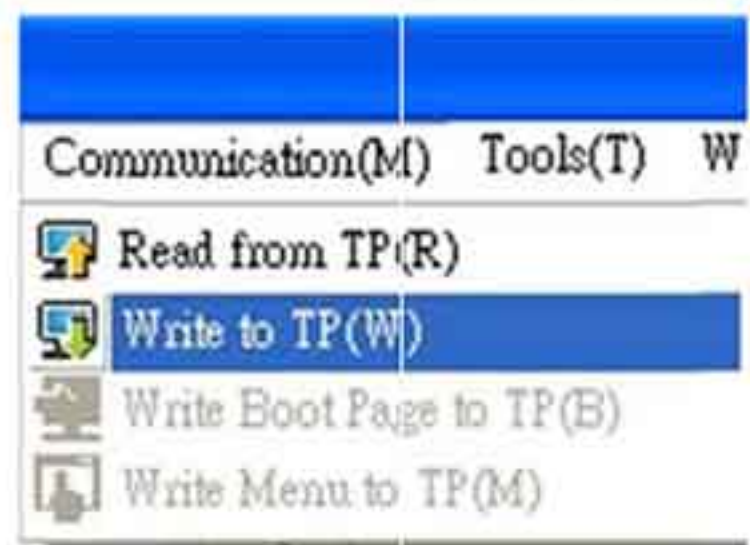 Communication(M) Tools(T) W
Read from TP(R)
Write to TP(W)
Write Boot Page to TP(B)
Write Menu to TP(M)